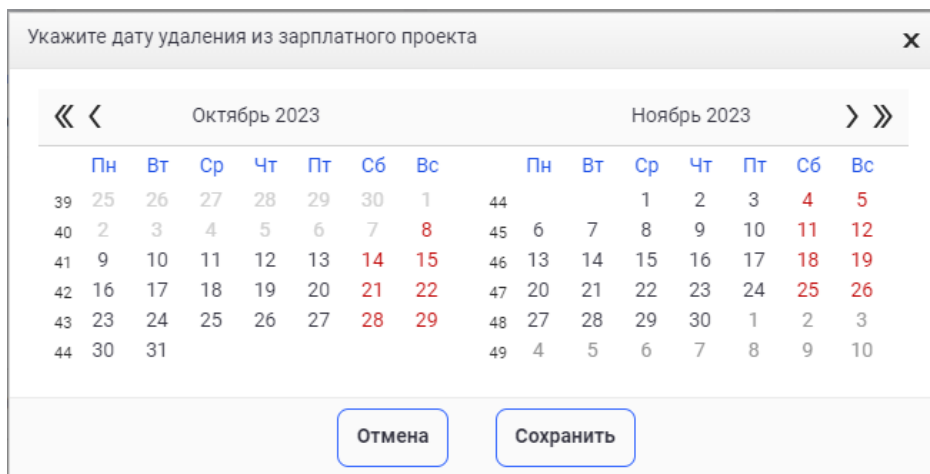 Укажите дату удаления из зарплатного проекта x
« ‹ Октябрь 2023 Ноябрь 2023 › »
Пн Вт Ср Чт Пт Сб Вс Пн Вт Ср Чт Пт Сб Вс
39 25 26 27 28 29 30 1 44 1 2 3 4 5
40 2 3 4 5 6 7 8 45 6 7 8 9 10 11 12
41 9 10 11 12 13 14 15 46 13 14 15 16 17 18 19
42 16 17 18 19 20 21 22 47 20 21 22 23 24 25 26
43 23 24 25 26 27 28 29 48 27 28 29 30 1 2 3
44 30 31 49 4 5 6 7 8 9 10
Отмена Сохранить